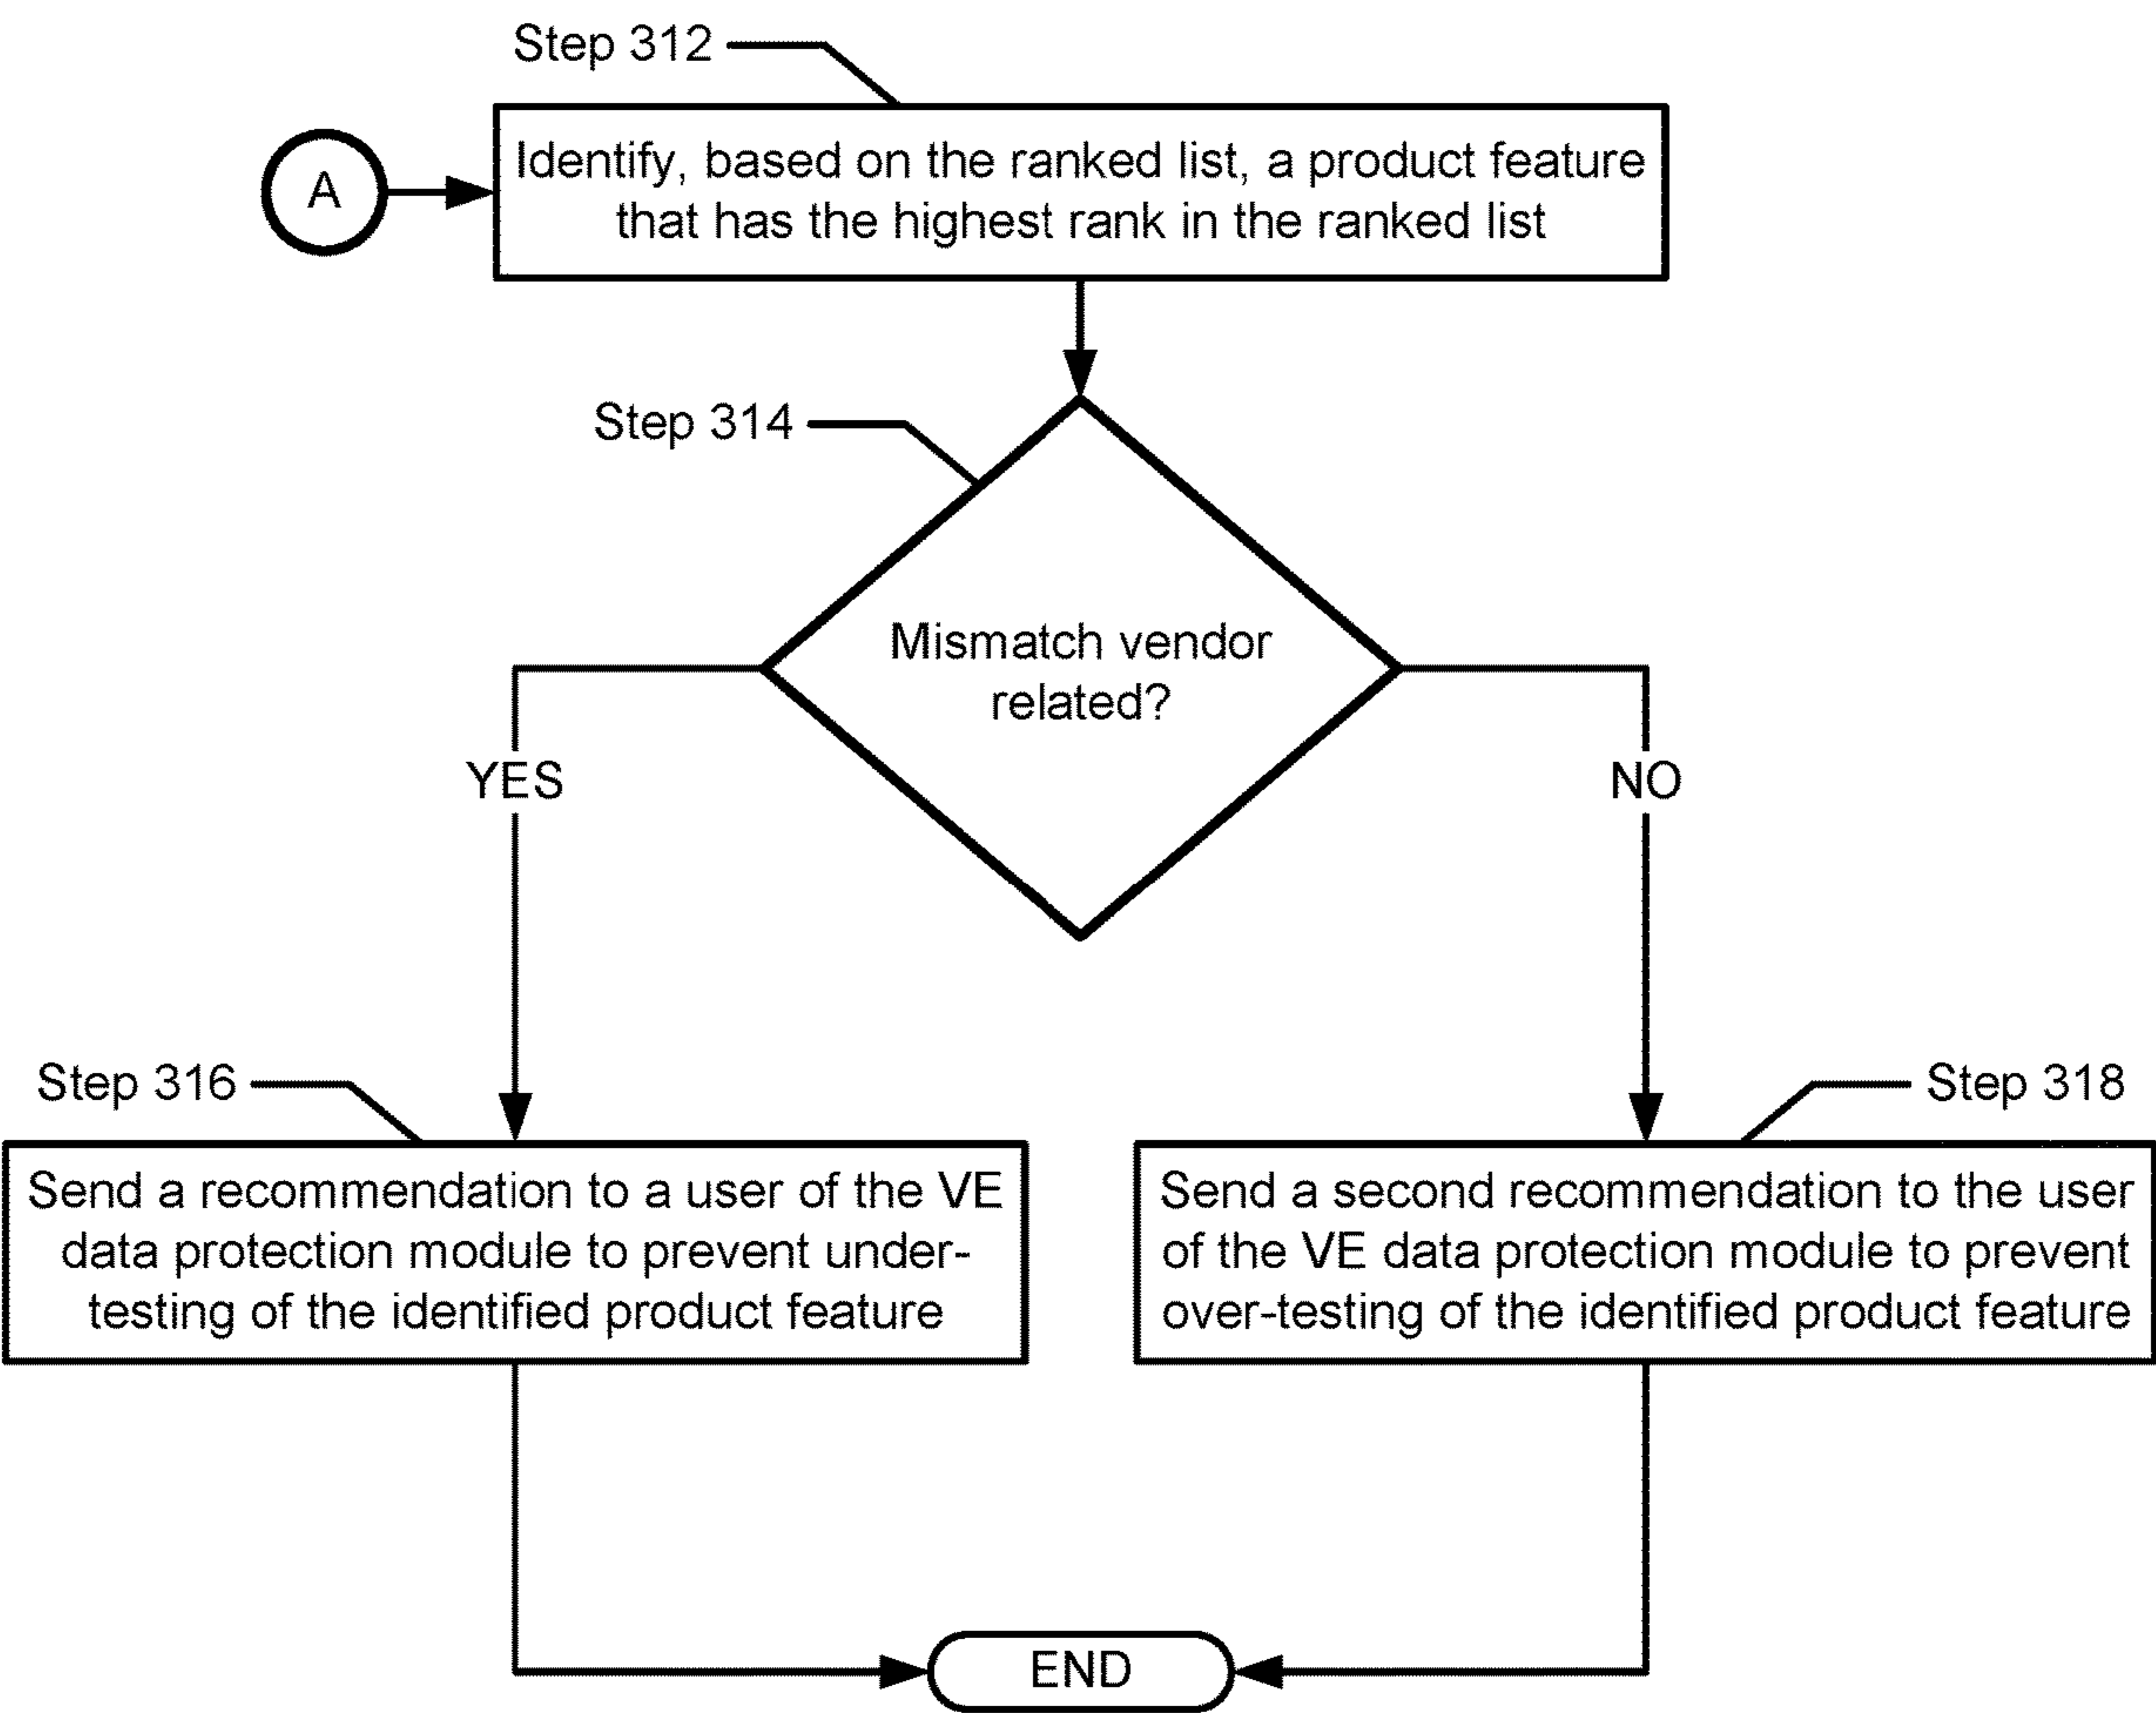 Step 312
A
Identify, based on the ranked list, a product feature
that has the highest rank in the ranked list
Step 314
Mismatch vendor
related?
YES
NO
Step 316
Step 318
Send a recommendation to a user of the VE
data protection module to prevent under-
testing of the identified product feature
Send a second recommendation to the user
of the VE data protection module to prevent
over-testing of the identified product feature
END